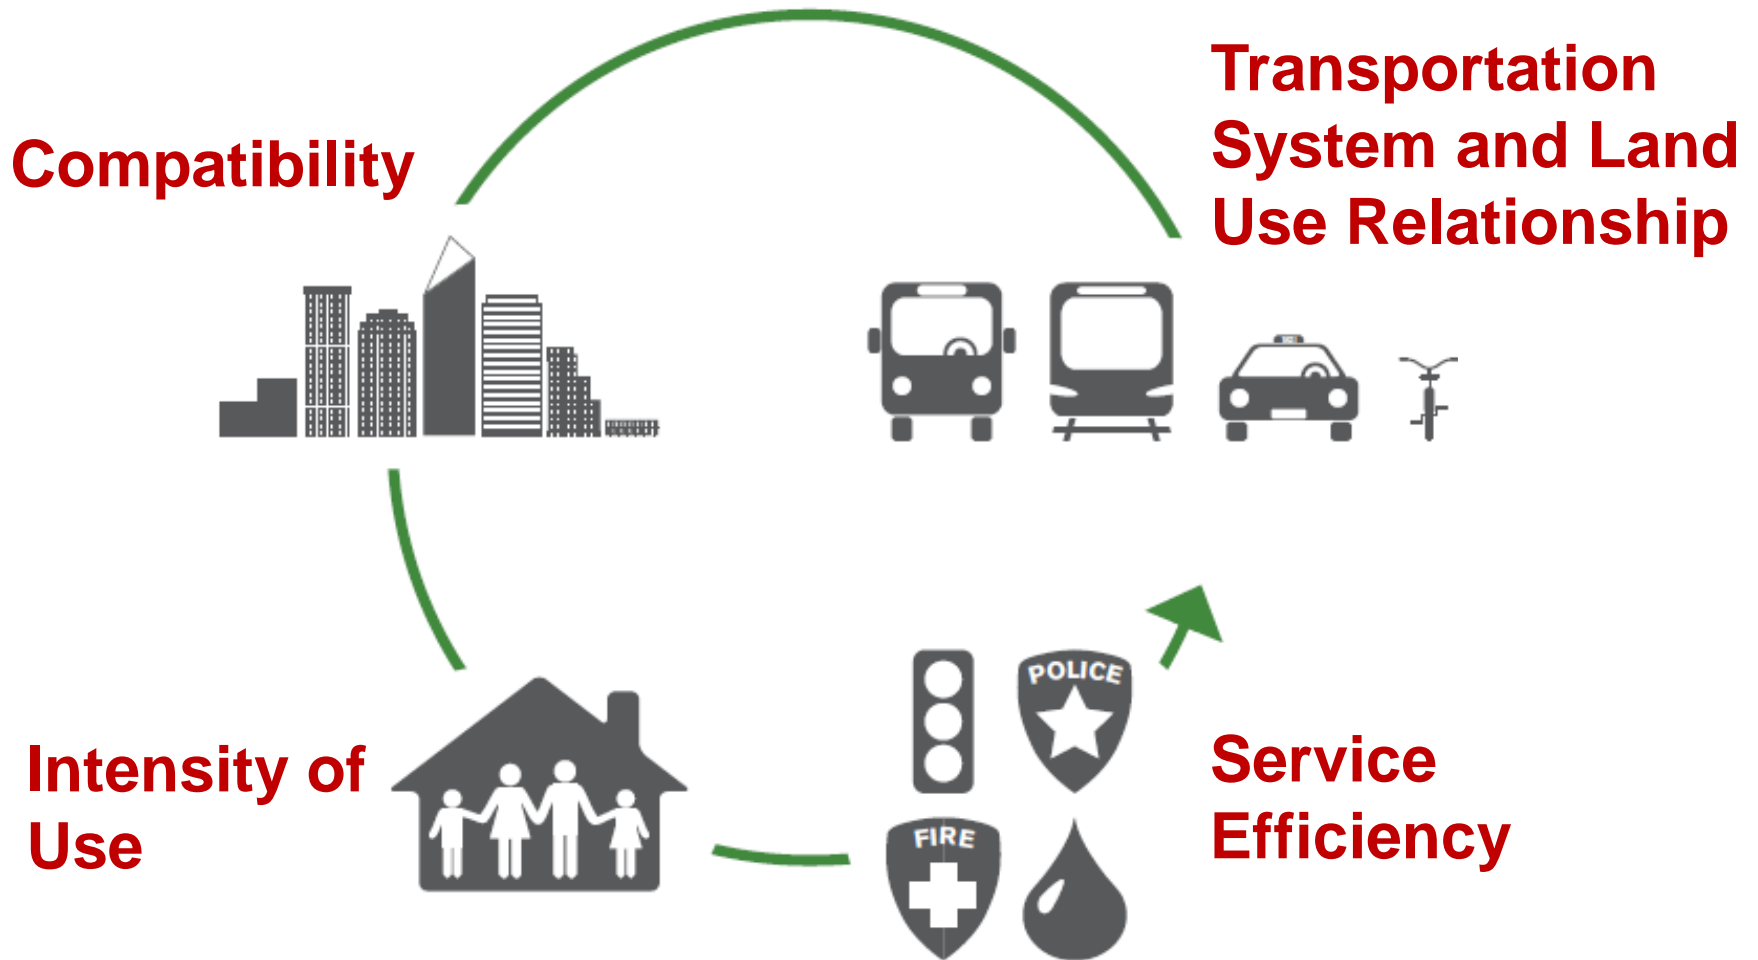 Compatibility
Transportation
System and Land
Use Relationship
Intensity of
Use
POLICE
FIRE
Service
Efficiency